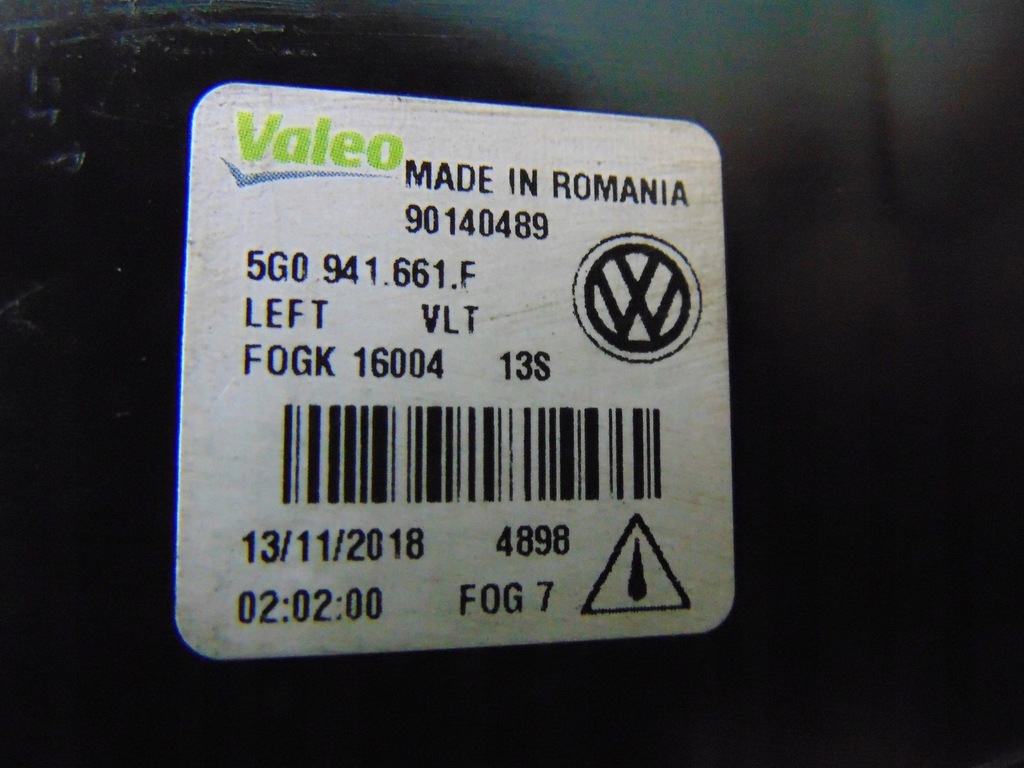 Valeo
MADE IN ROMANIA
90140489
5G0.941.661.F
LEFT VLT
FOGK 16004 13S
13/11/2018 4898
02:02:00 FOG 7